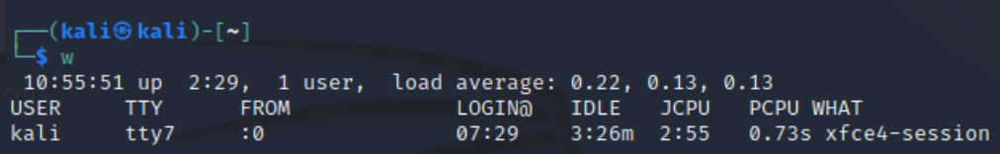 ┌──(kali㉿kali)-[~]
└─$ w
 10:55:51 up  2:29,  1 user,  load average: 0.22, 0.13, 0.13
USER     TTY      FROM             LOGIN@   IDLE   JCPU   PCPU WHAT
kali     tty7     :0               07:29    3:26m  2:55   0.73s xfce4-session